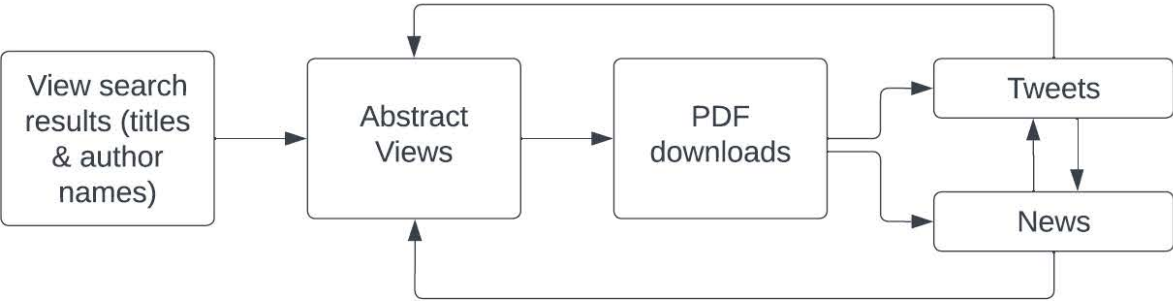 View search
results (titles
& author
names)
Abstract
Views
PDF
downloads
Tweets
News